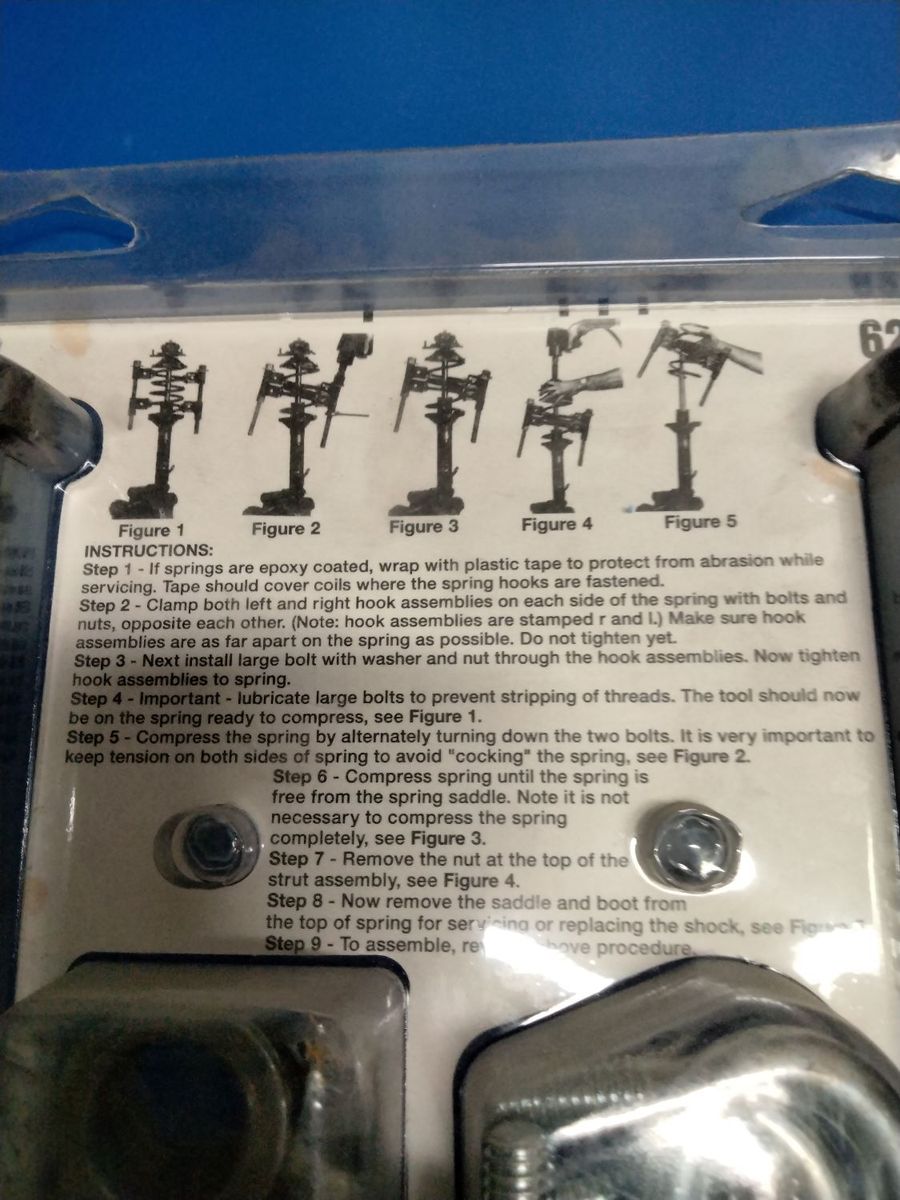 62
Figure 1
Figure 2
Figure 3
Figure 4
Figure 5
INSTRUCTIONS:
Step 1 - If springs are epoxy coated, wrap with plastic tape to protect from abrasion while
servicing. Tape should cover coils where the spring hooks are fastened.
Step 2 - Clamp both left and right hook assemblies on each side of the spring with bolts and
nuts, opposite each other. (Note: hook assemblies are stamped r and l.) Make sure hook
assemblies are as far apart on the spring as possible. Do not tighten yet.
Step 3 - Next install large bolt with washer and nut through the hook assemblies. Now tighten
hook assemblies to spring.
Step 4 - Important - lubricate large bolts to prevent stripping of threads. The tool should now
be on the spring ready to compress, see Figure 1.
Step 5 - Compress the spring by alternately turning down the two bolts. It is very important to
keep tension on both sides of spring to avoid "cocking" the spring, see Figure 2.
Step 6 - Compress spring until the spring is
free from the spring saddle. Note it is not
necessary to compress the spring
completely, see Figure 3.
Step 7 - Remove the nut at the top of the
strut assembly, see Figure 4.
Step 8 - Now remove the saddle and boot from
the top of spring for servicing or replacing the shock, see Figure
Step 9 - To assemble, procedure.